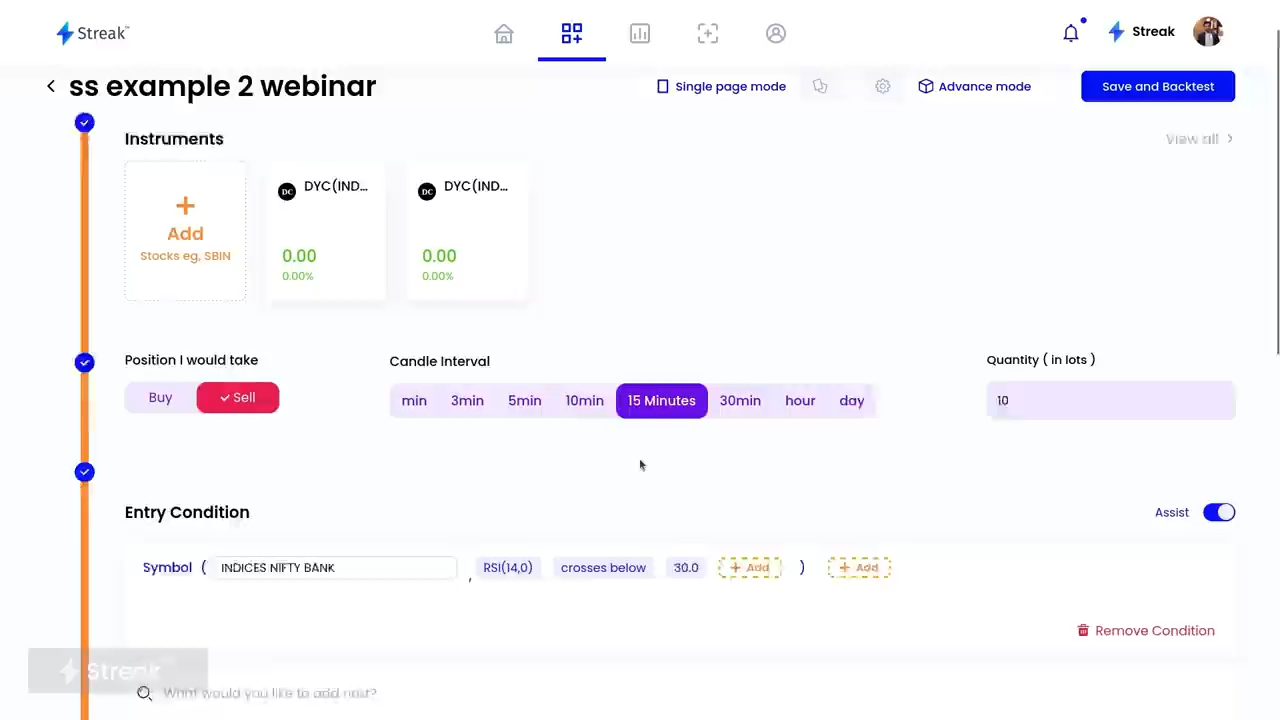 Streak™
Streak
ss example 2 webinar
Single page mode
Advance mode
Save and Backtest
Instruments
View all
Add
Stocks eg, SBIN
DC
DYC(IND...
0.00
0.00%
DC
DYC(IND...
0.00
0.00%
Position I would take
Buy
Sell
Candle Interval
min
3min
5min
10min
15 Minutes
30min
hour
day
Quantity ( in lots )
10
Entry Condition
Assist
Symbol ( INDICES NIFTY BANK , RSI(14,0) crosses below 30.0 + Add ) + Add
Remove Condition
Streak
What would you like to add next?